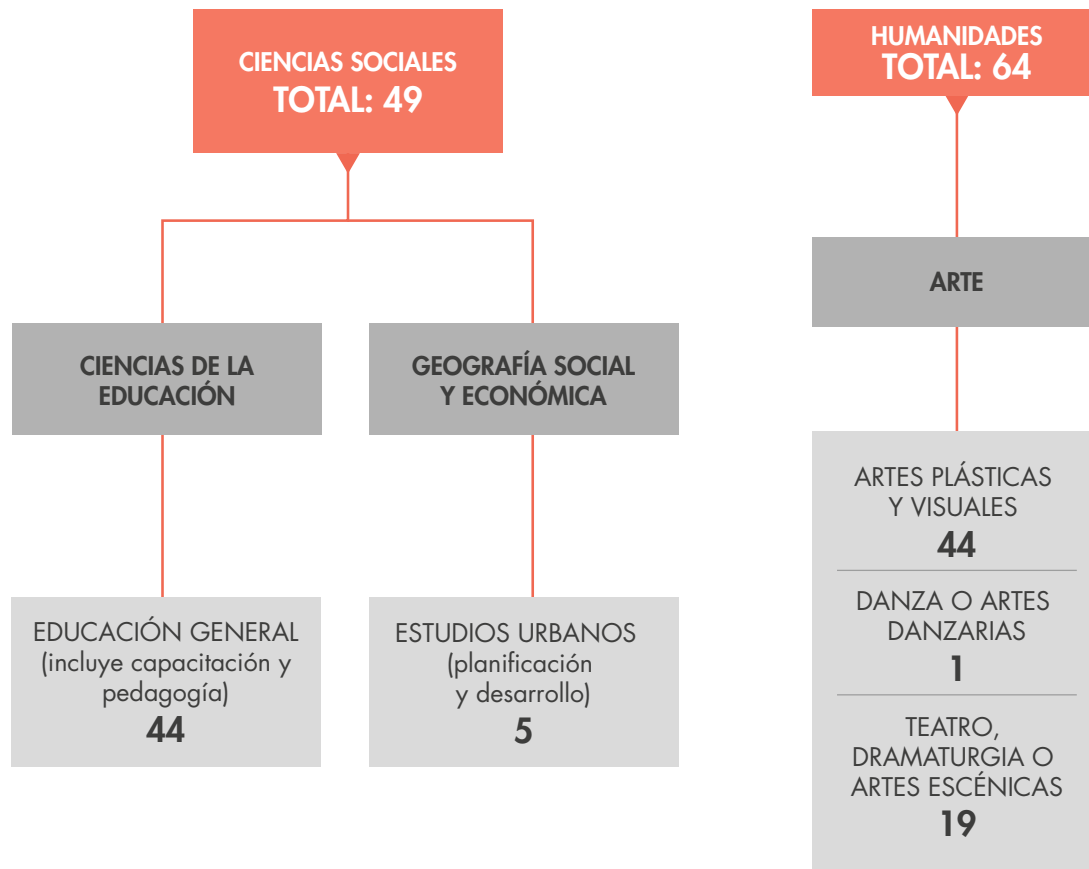 CIENCIAS SOCIALES
TOTAL: 49
CIENCIAS DE LA
EDUCACIÓN
EDUCACIÓN GENERAL
(incluye capacitación y
pedagogía)
44
GEOGRAFÍA SOCIAL
Y ECONÓMICA
ESTUDIOS URBANOS
(planificación
y desarrollo)
5
HUMANIDADES
TOTAL: 64
ARTE
ARTES PLÁSTICAS
Y VISUALES
44
DANZA O ARTES
DANZARIAS
1
TEATRO,
DRAMATURGIA O
ARTES ESCÉNICAS
19